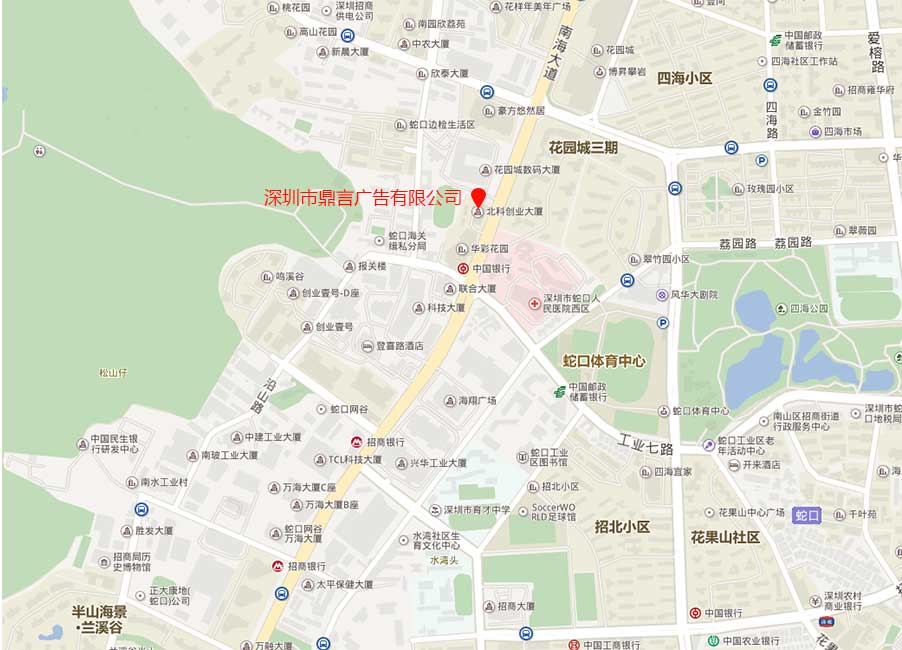 桃花园
深圳招商
供电公司
花样年美年广场
壹间
南园欣荔苑
高山花园
中农大厦
新晨大厦
南海大道
花园城
中国邮政
储蓄银行
爱榕路
四海社区工作站
欣泰大厦
博昇攀岩
四海小区
招商雍华府
豪方悠然居
四海路
金竹园
蛇口边检生活区
四海市场
花园城三期
花园城数码大厦
玫瑰园小区
深圳市鼎言广告有限公司
北科创业大厦
蛇口海关
缉私分局
华彩花园
荔园路
荔园路
翠薇园
报关楼
中国银行
翠竹园小区
鸣溪谷
创业壹号-D座
联合大厦
深圳市蛇口人
民医院西区
风华大剧院
科技大厦
四海公园
创业壹号
登喜路酒店
蛇口体育中心
松山仔
沿山路
中国邮政
储蓄银行
蛇口网谷
海翔广场
蛇口体育中心
南山区招商街道
行政服务中心
深圳市蛇
口地税局
中国民生银
行研发中心
中建工业大厦
招商银行
工业七路
蛇口工业区老
年活动中心
南玻工业大厦
TCL科技大厦
兴华工业大厦
蛇口工业
区图书馆
开来酒店
四海宜家
南水工业村
万海大厦C座
招北小区
万海大厦B座
深圳市育才中学
SoccerWO
RLD足球馆
花果山中心广场
蛇口
千叶苑
胜发大厦
蛇口网谷
万海大厦
水湾社区生
育文化中心
招北小区
花果山社区
招商局历
史博物馆
招商银行
水湾头
太平保健大厦
正大康地(
蛇口)公司
半山海景
·兰溪谷
招商大厦
深圳农村
商业银行
中国银行
万融大厦
中国工商银行
中国农业银行